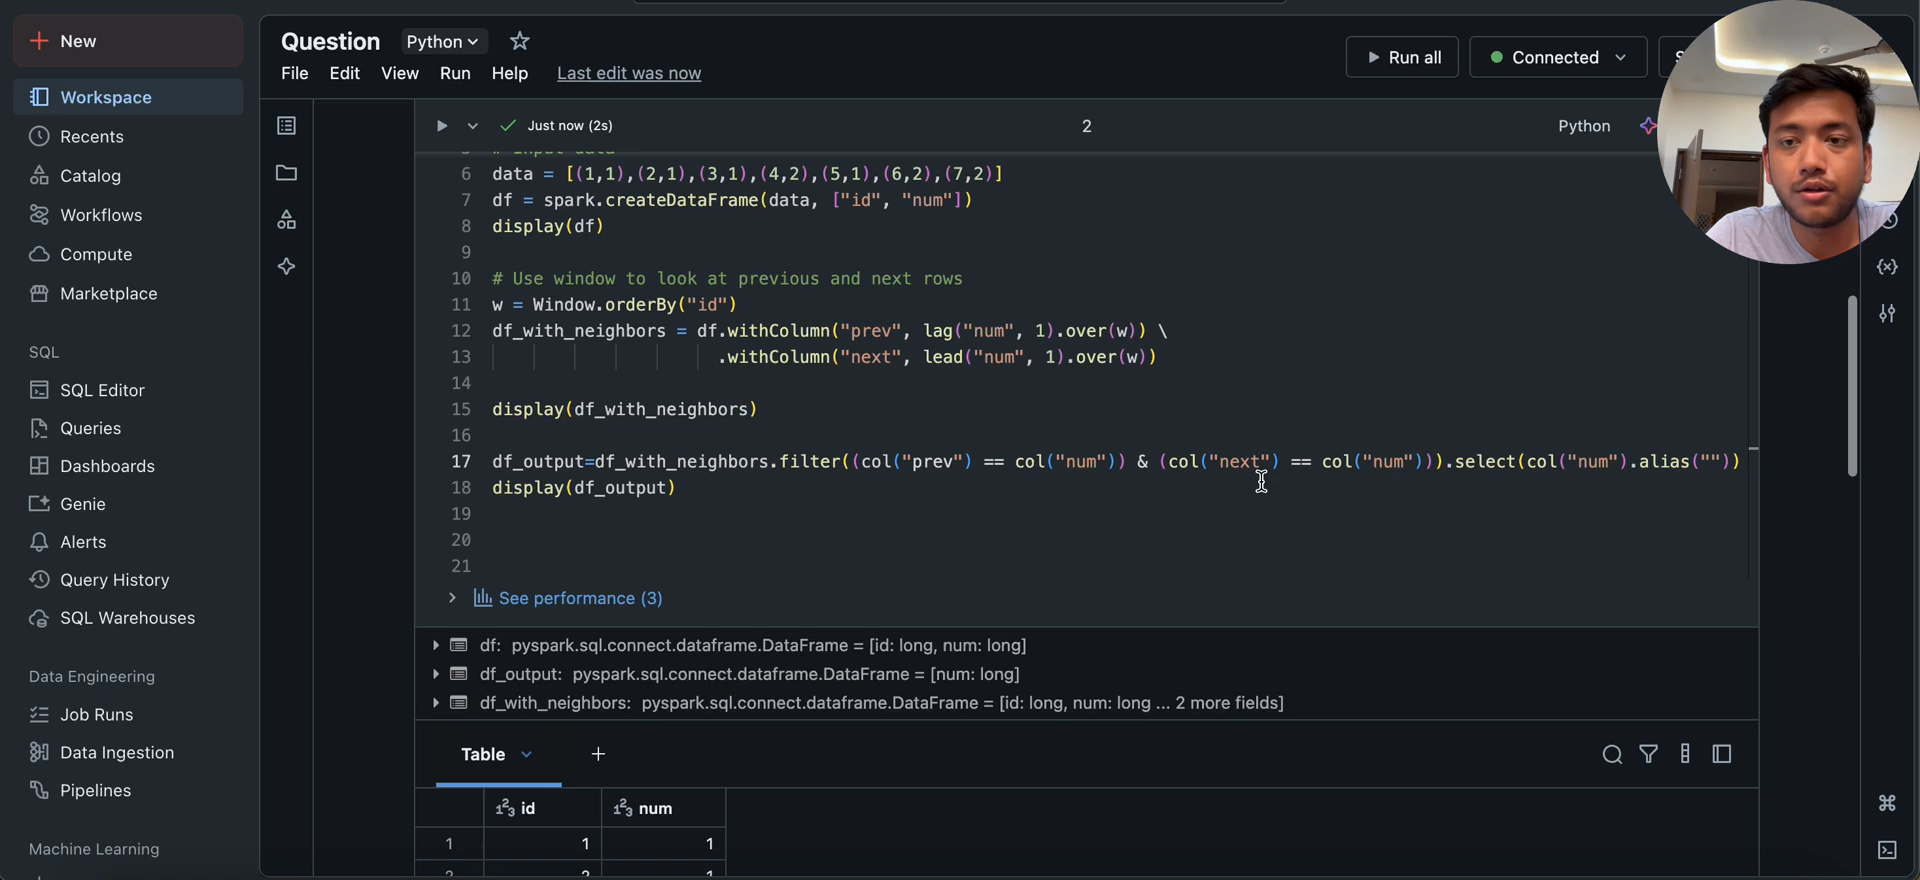 New
Workspace
Recents
Catalog
Workflows
Compute
Marketplace
SQL
SQL Editor
Queries
Dashboards
Genie
Alerts
Query History
SQL Warehouses
Data Engineering
Job Runs
Data Ingestion
Pipelines
Machine Learning
Question Python
File Edit View Run Help Last edit was now
Run all Connected
Just now (2s) 2 Python
5 # Input data
6 data = [(1,1),(2,1),(3,1),(4,2),(5,1),(6,2),(7,2)]
7 df = spark.createDataFrame(data, ["id", "num"])
8 display(df)
9
10 # Use window to look at previous and next rows
11 w = Window.orderBy("id")
12 df_with_neighbors = df.withColumn("prev", lag("num", 1).over(w)) \
13 .withColumn("next", lead("num", 1).over(w))
14
15 display(df_with_neighbors)
16
17 df_output=df_with_neighbors.filter((col("prev") == col("num")) & (col("next") == col("num"))).select(col("num").alias(""))
18 display(df_output)
19
20
21
See performance (3)
df: pyspark.sql.connect.dataframe.DataFrame = [id: long, num: long]
df_output: pyspark.sql.connect.dataframe.DataFrame = [num: long]
df_with_neighbors: pyspark.sql.connect.dataframe.DataFrame = [id: long, num: long ... 2 more fields]
Table +
123 id 123 num
1 1 1
2 2 1